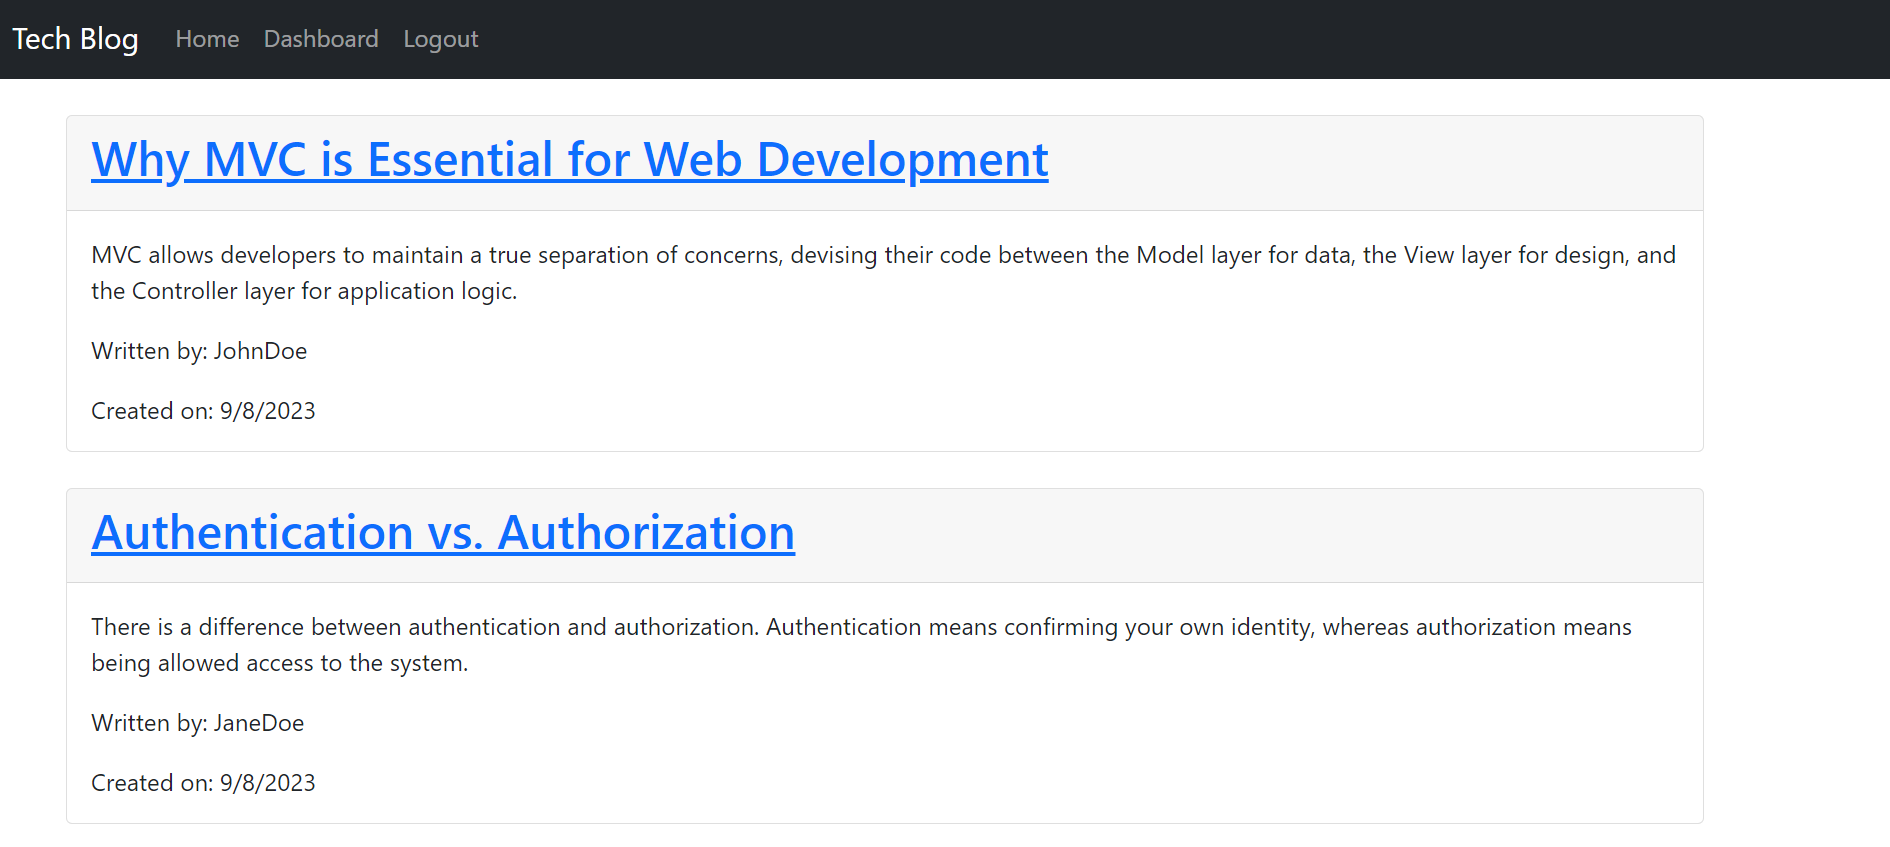 Tech Blog Home Dashboard Logout
Why MVC is Essential for Web Development
MVC allows developers to maintain a true separation of concerns, devising their code between the Model layer for data, the View layer for design, and
the Controller layer for application logic.
Written by: JohnDoe
Created on: 9/8/2023
Authentication vs. Authorization
There is a difference between authentication and authorization. Authentication means confirming your own identity, whereas authorization means
being allowed access to the system.
Written by: JaneDoe
Created on: 9/8/2023